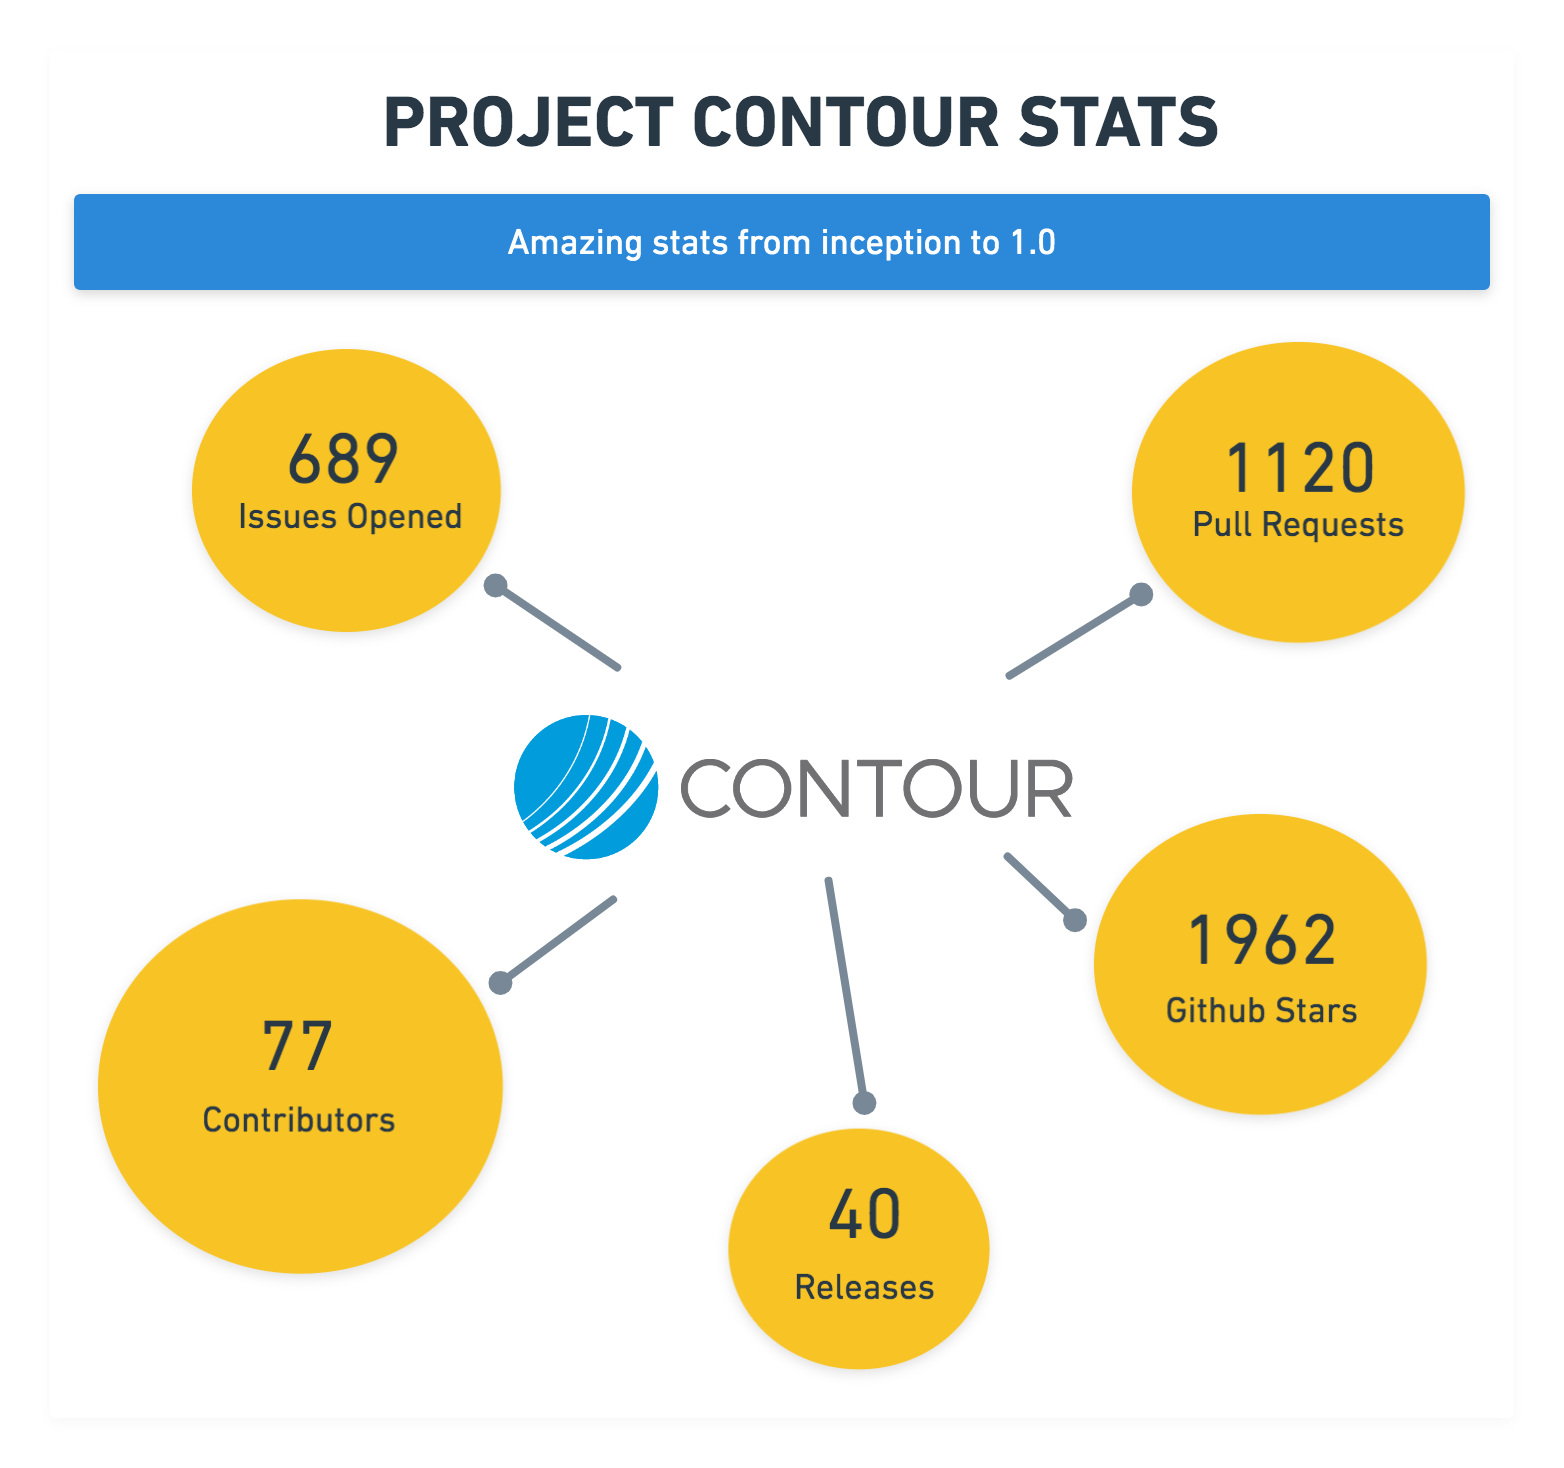 PROJECT CONTOUR STATS
Amazing stats from inception to 1.0
689
Issues Opened
1120
Pull Requests
CONTOUR
1962
Github Stars
77
Contributors
40
Releases